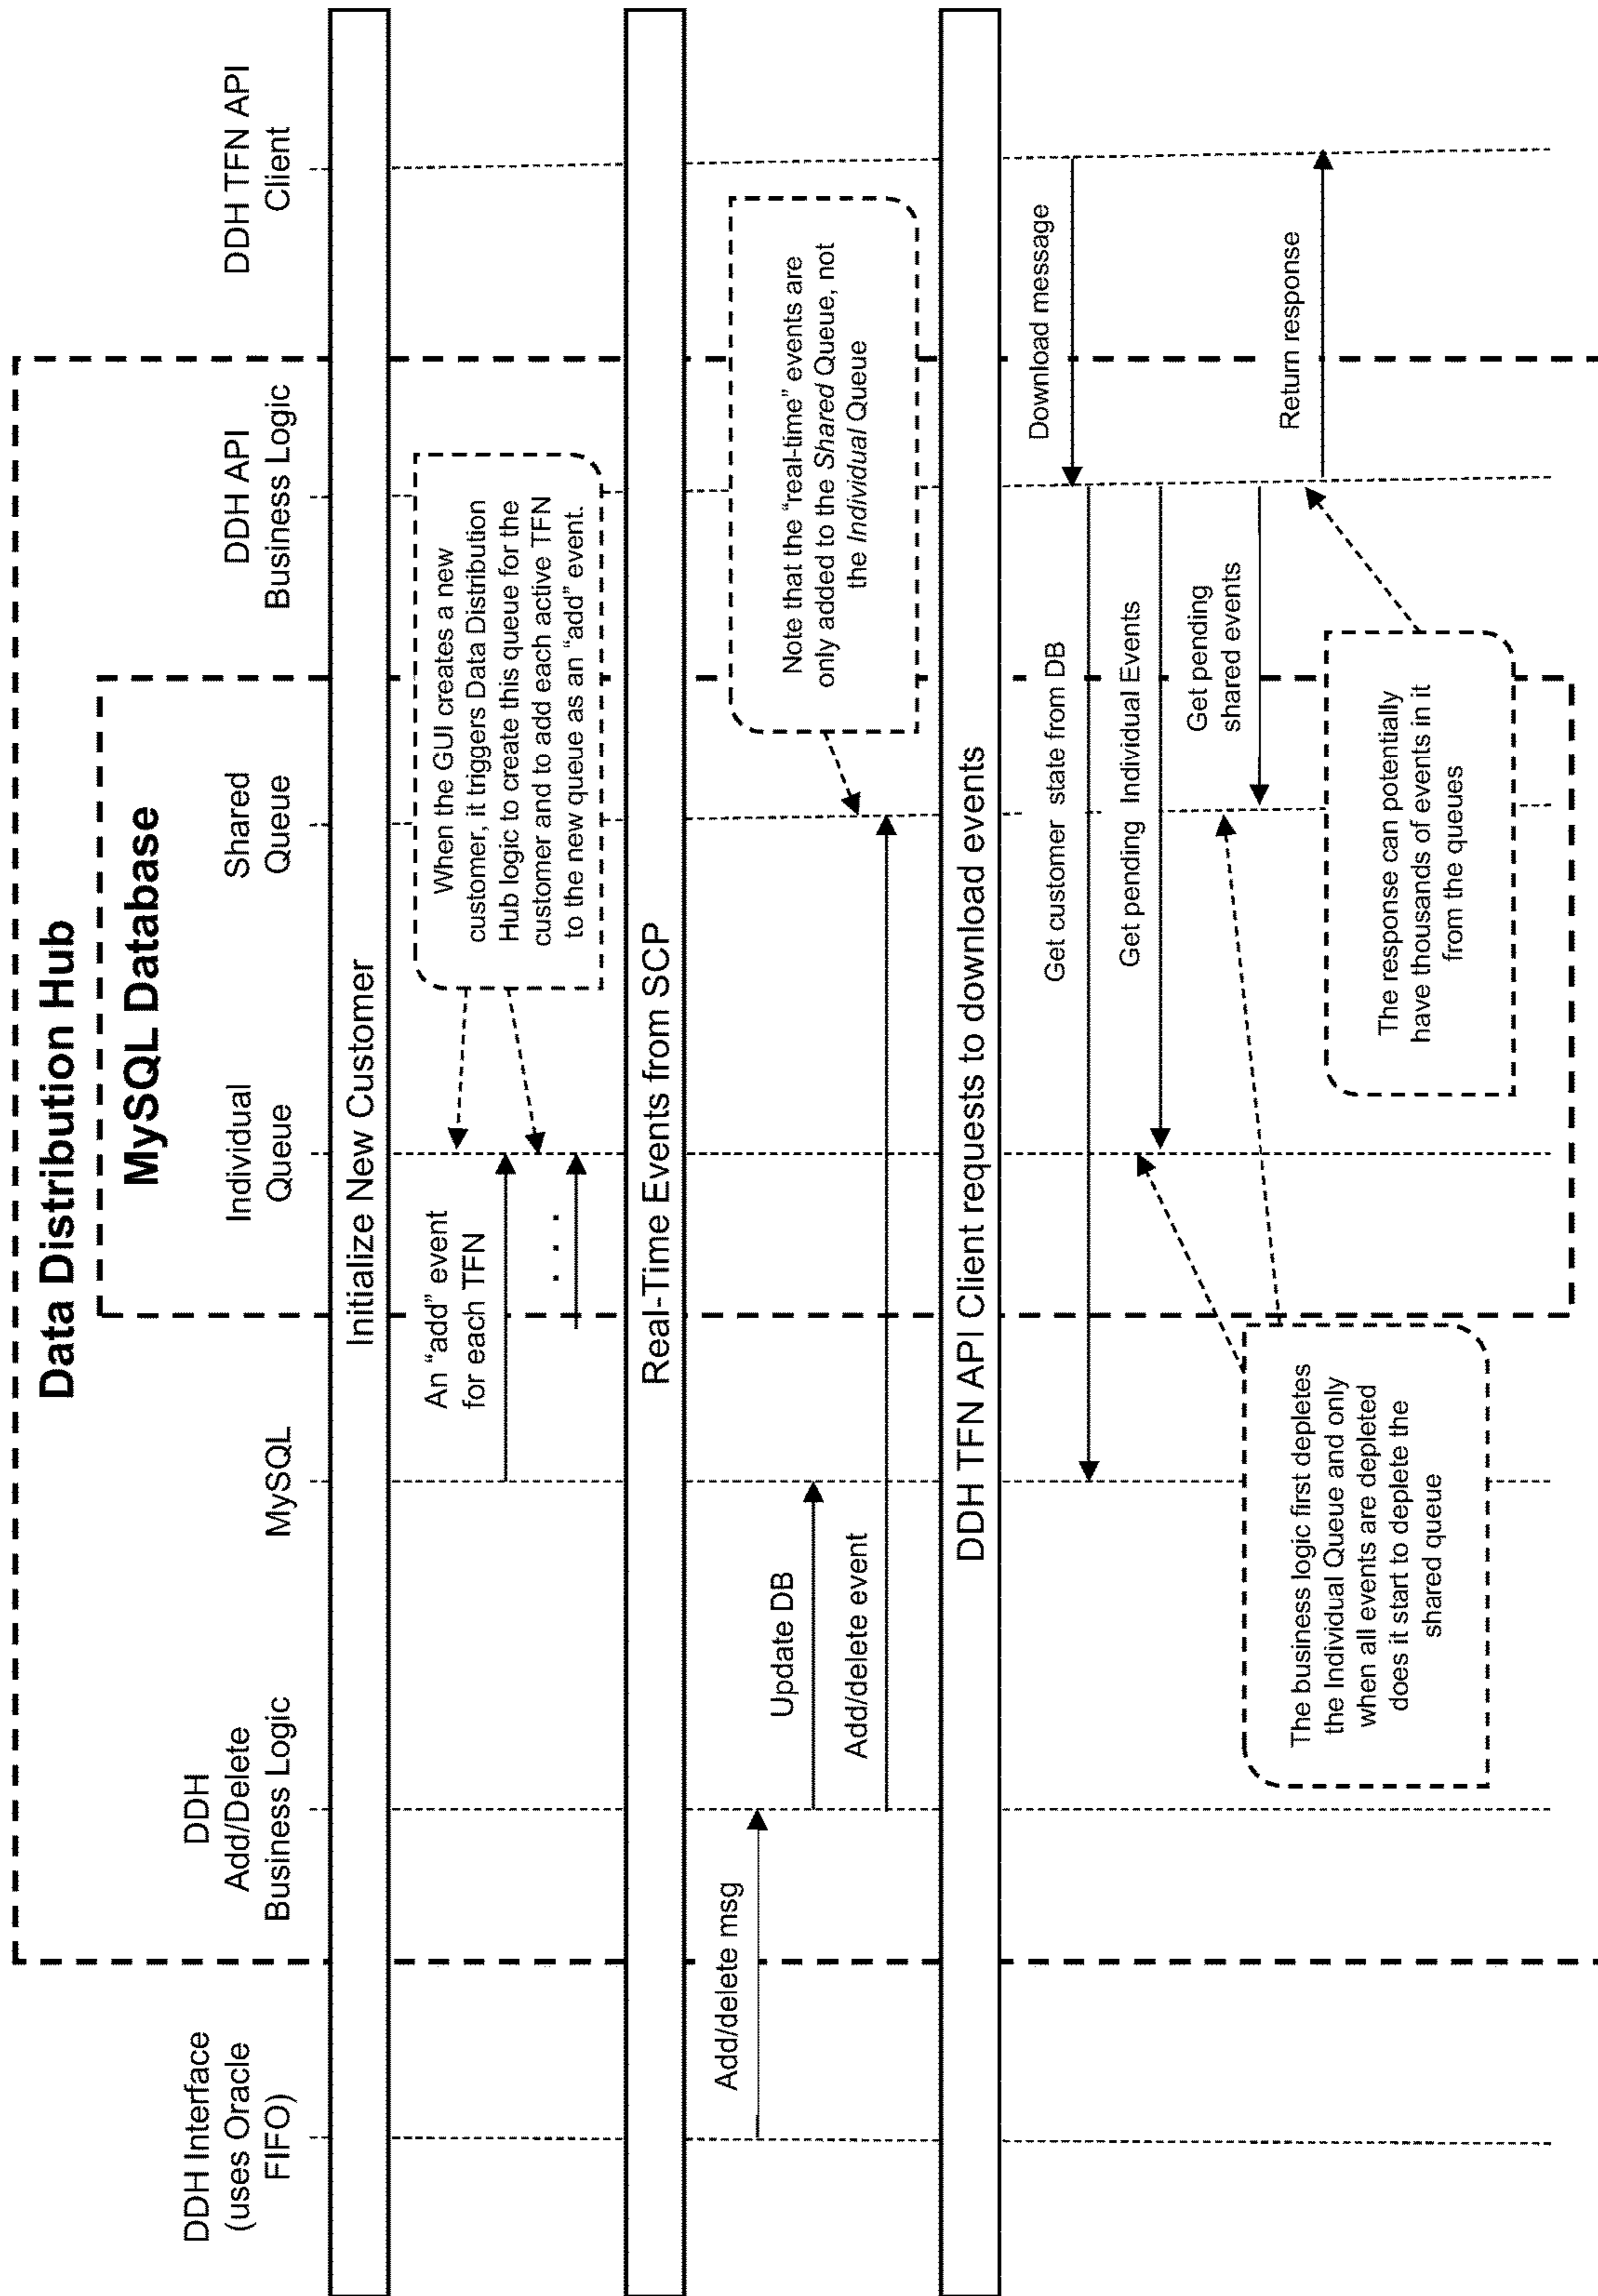 Data Distribution Hub
MySQL Database
DDH Interface
(uses Oracle
FIFO)
DDH
Add/Delete
Business Logic
MySQL
Individual
Queue
Shared
Queue
DDH API
Business Logic
DDH TFN API
Client
Initialize New Customer
An “add” event
for each TFN
. . .
When the GUI creates a new
customer, it triggers Data Distribution
Hub logic to create this queue for the
customer and to add each active TFN
to the new queue as an “add” event.
Real-Time Events from SCP
Add/delete msg
Update DB
Add/delete event
Note that the “real-time” events are
only added to the Shared Queue, not
the Individual Queue
DDH TFN API Client requests to download events
Download message
Get customer state from DB
Get pending Individual Events
Get pending
shared events
Return response
The business logic first depletes
the Individual Queue and only
when all events are depleted
does it start to deplete the
shared queue
The response can potentially
have thousands of events in it
from the queues